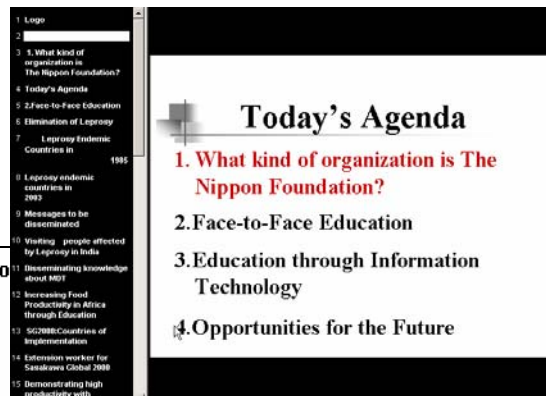 1 Logo
2
3 1. What kind of
organization is
The Nippon Foundation?
4 Today's Agenda
5 2.Face-to-Face Education
6 Elimination of Leprosy
7 Leprosy Endemic
Countries in
1985
8 Leprosy endemic
countries in
2003
9 Messages to be
disseminated
10 Visiting people affected
by Leprosy in India
11 Disseminating knowledge
about MDT
12 Increasing Food
Productivity in Africa
through Education
13 SG2000:Countries of
Implementation
14 Extension worker for
Sasakawa Global 2000
15 Demonstrating high
productivity with
Today's Agenda
1. What kind of organization is The
Nippon Foundation?
2.Face-to-Face Education
3.Education through Information
Technology
4.Opportunities for the Future